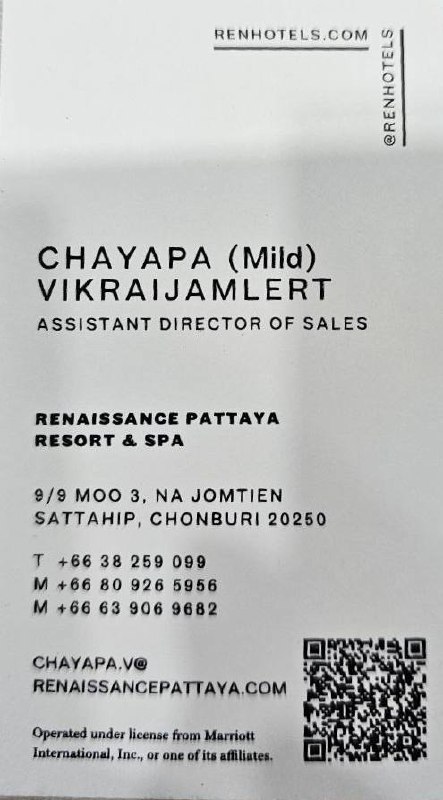 RENHOTELS.COM
@RENHOTELS
CHAYAPA (Mild)
VIKRAIJAMLERT
ASSISTANT DIRECTOR OF SALES
RENAISSANCE PATTAYA
RESORT & SPA
9/9 MOO 3, NA JOMTIEN
SATTAHIP, CHONBURI 20250
T +66 38 259 099
M +66 80 926 5956
M +66 63 906 9682
CHAYAPA.V@
RENAISSANCEPATTAYA.COM
Operated under license from Marriott
International, Inc., or one of its affiliates.